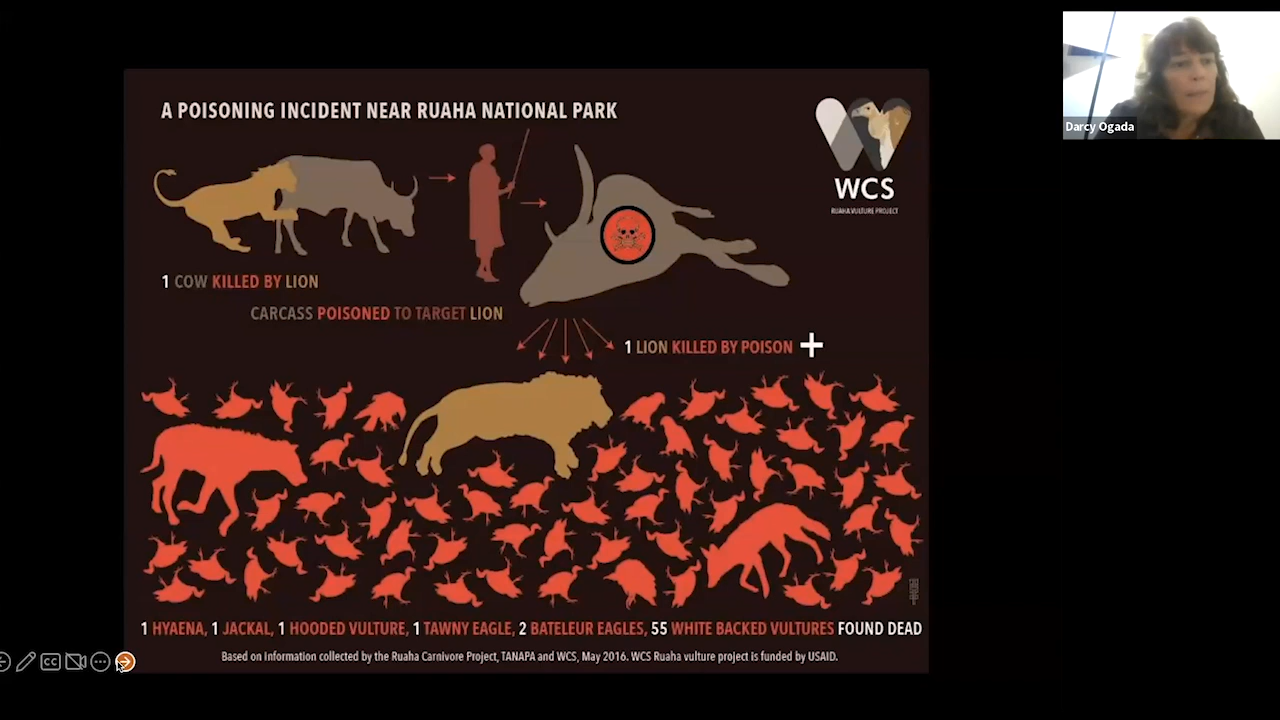 A POISONING INCIDENT NEAR RUAHA NATIONAL PARK
WCS
RUAHA VULTURE PROJECT
Darcy Ogada
1 COW KILLED BY LION
CARCASS POISONED TO TARGET LION
1 LION KILLED BY POISON +
1 HYAENA, 1 JACKAL, 1 HOODED VULTURE, 1 TAWNY EAGLE, 2 BATELEUR EAGLES, 55 WHITE BACKED VULTURES FOUND DEAD
Based on information collected by the Ruaha Carnivore Project, TANAPA and WCS, May 2016. WCS Ruaha vulture project is funded by USAID.
CC